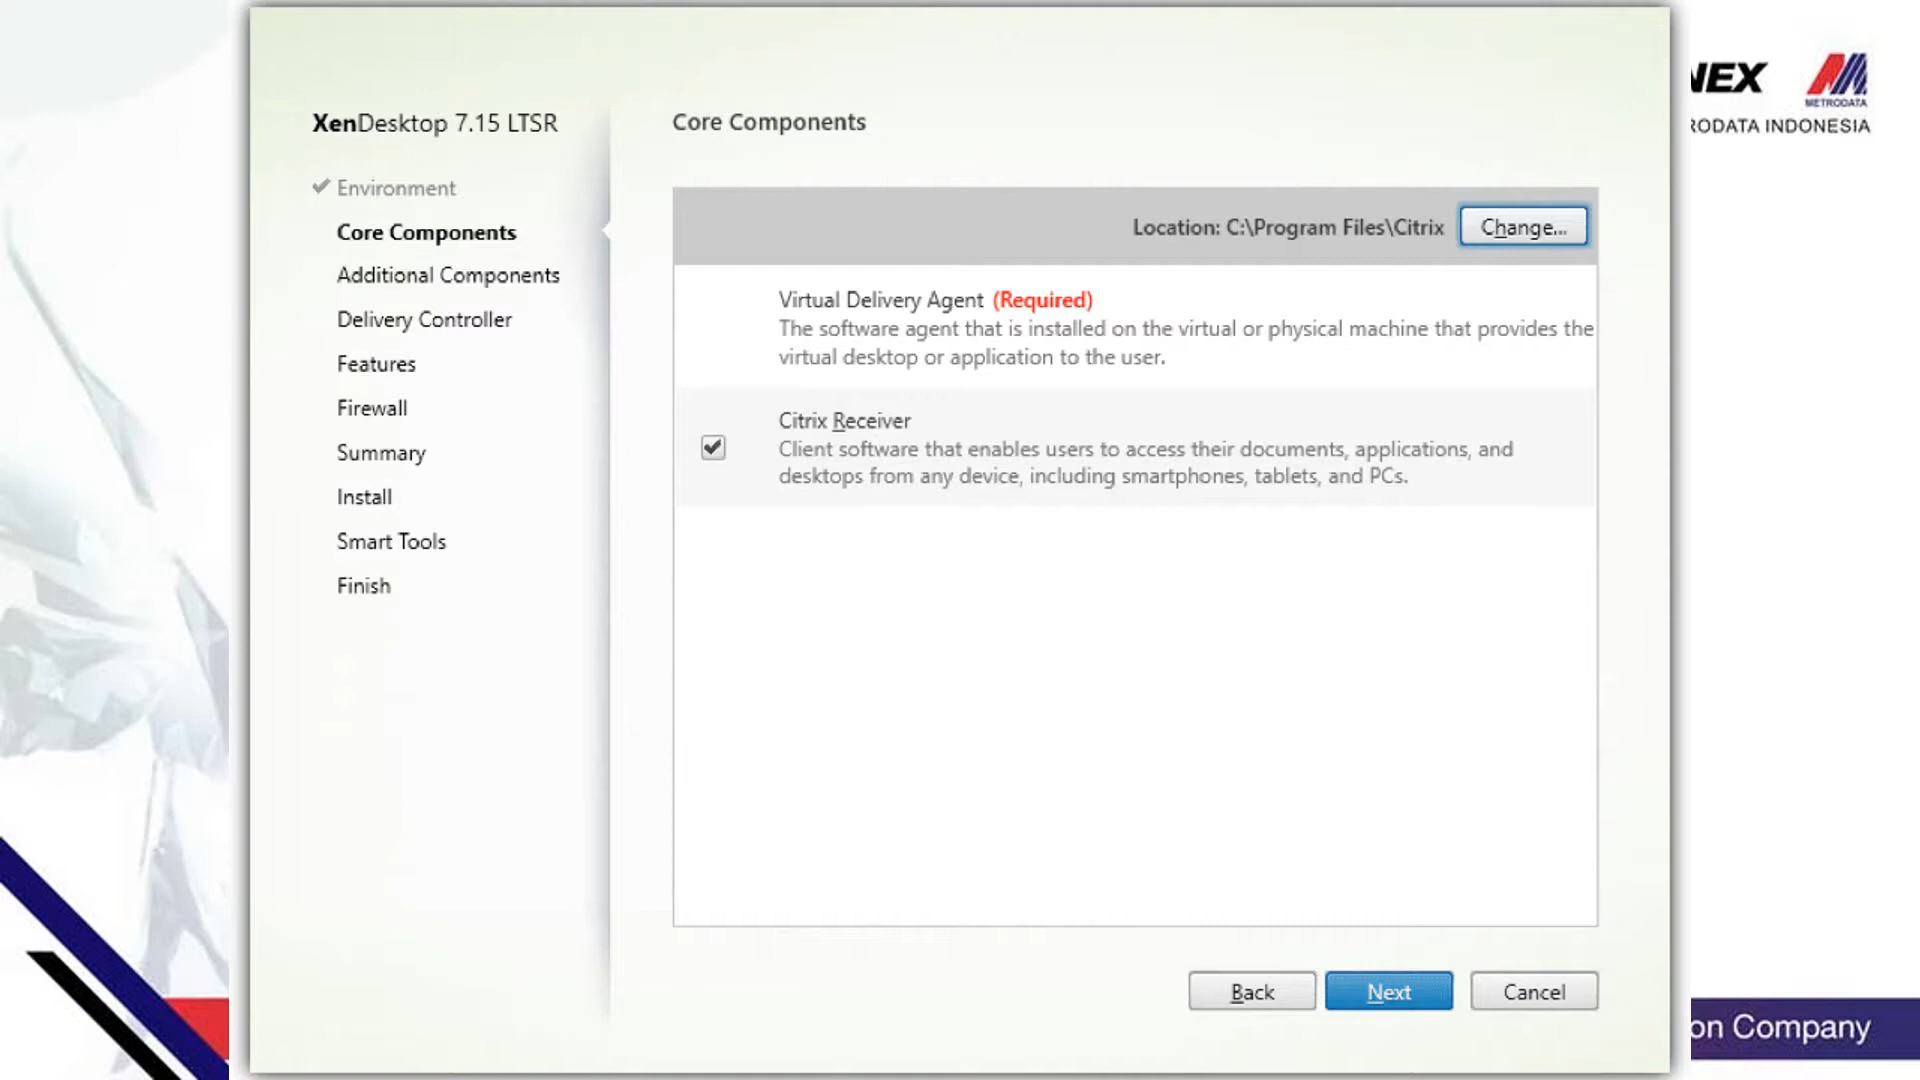 XenDesktop 7.15 LTSR
Environment
Core Components
Additional Components
Delivery Controller
Features
Firewall
Summary
Install
Smart Tools
Finish
Core Components
Location: C:\Program Files\Citrix
Change...
Virtual Delivery Agent (Required)
The software agent that is installed on the virtual or physical machine that provides the
virtual desktop or application to the user.
Citrix Receiver
Client software that enables users to access their documents, applications, and
desktops from any device, including smartphones, tablets, and PCs.
Back
Next
Cancel
NEX
METRODATA
RODATA INDONESIA
on Company